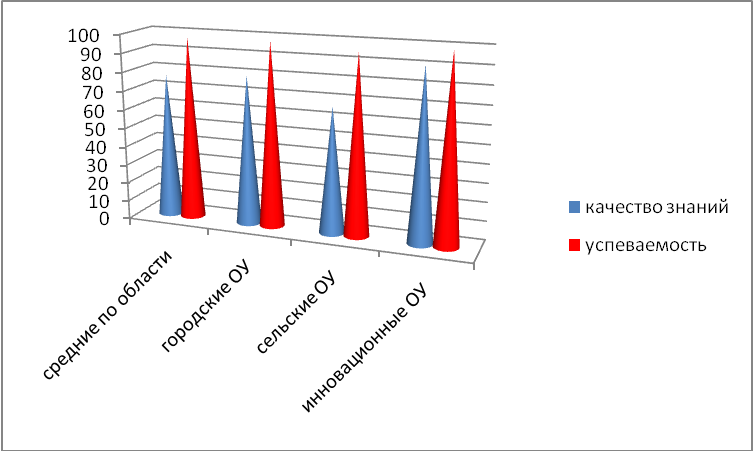 100
90
80
70
60
50
40
30
20
10
0
средние по области
городские ОУ
сельские ОУ
инновационные ОУ
качество знаний
успеваемость